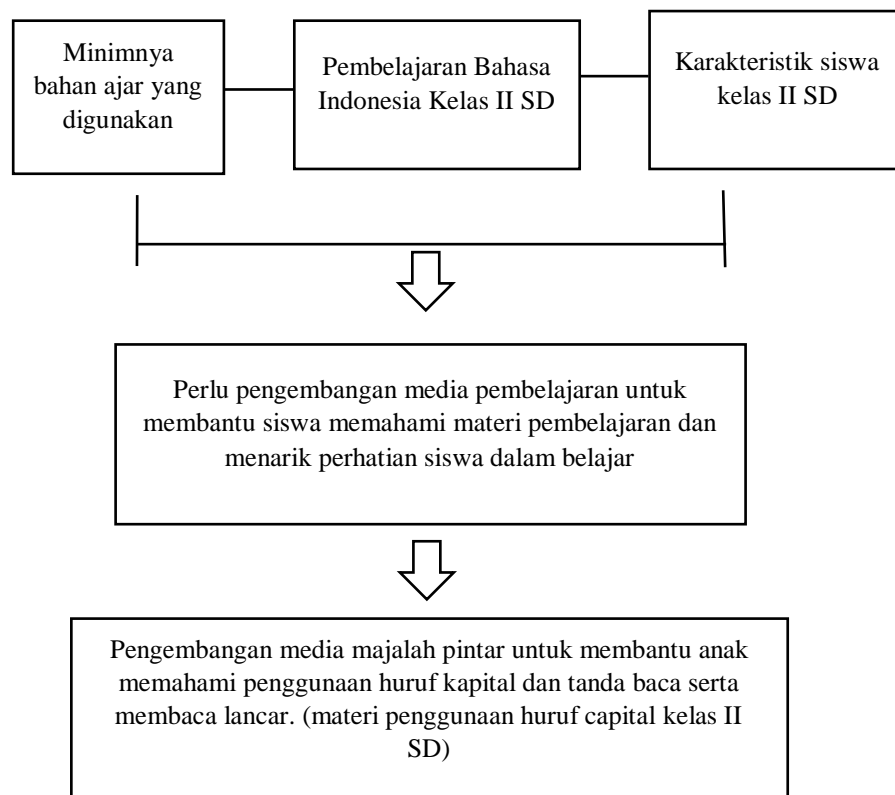 Minimnya
bahan ajar yang
digunakan
Pembelajaran Bahasa
Indonesia Kelas II SD
Karakteristik siswa
kelas II SD
Perlu pengembangan media pembelajaran untuk
membantu siswa memahami materi pembelajaran dan
menarik perhatian siswa dalam belajar
Pengembangan media majalah pintar untuk membantu anak
memahami penggunaan huruf kapital dan tanda baca serta
membaca lancar. (materi penggunaan huruf capital kelas II
SD)